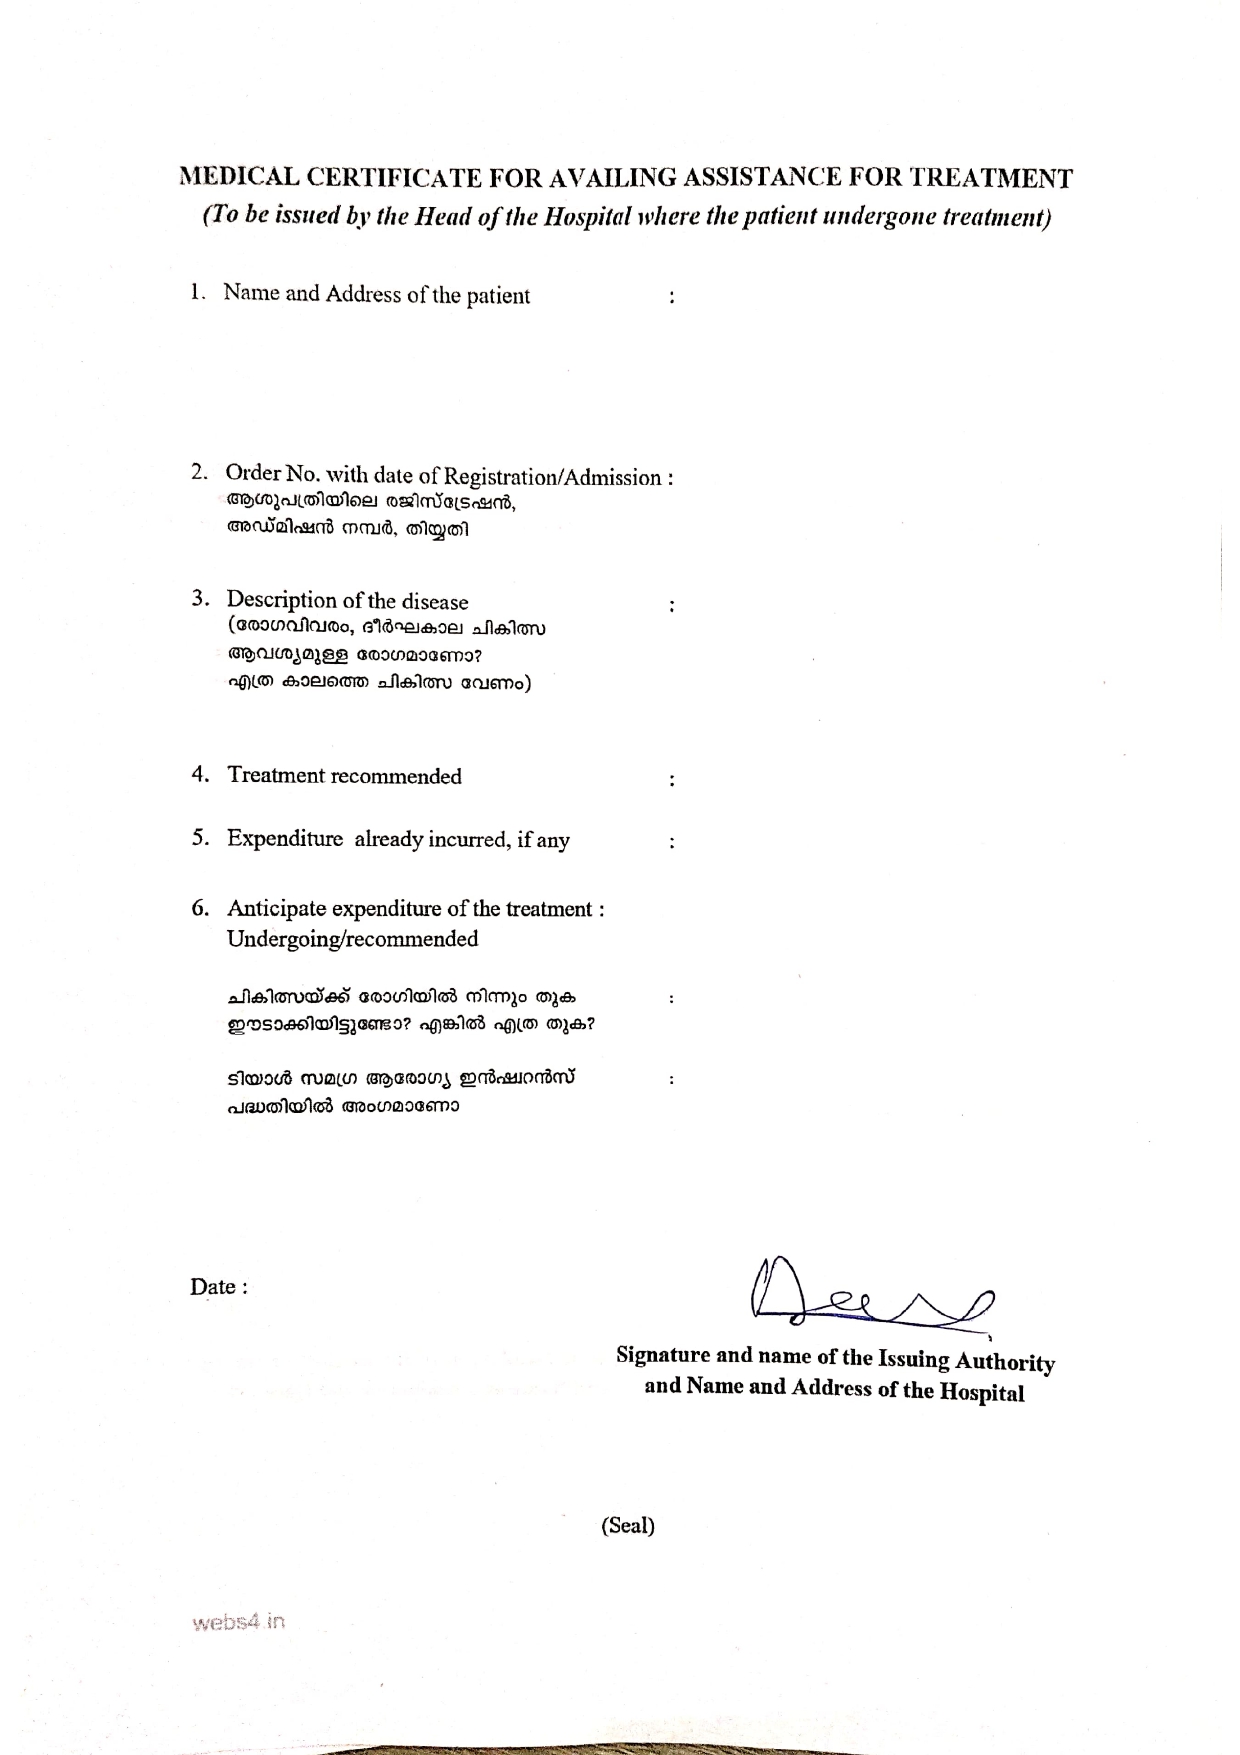 MEDICAL CERTIFICATE FOR AVAILING ASSISTANCE FOR TREATMENT
(To be issued by the Head of the Hospital where the patient undergone treatment)
1. Name and Address of the patient :
2. Order No. with date of Registration/Admission :
ആശുപത്രിയിലെ രജിസ്ട്രേഷൻ,
അഡ്മിഷൻ നമ്പർ, തിയ്യതി
3. Description of the disease :
(രോഗവിവരം, ദീർഘകാല ചികിത്സ
ആവശ്യമുള്ള രോഗമാണോ?
എത്ര കാലത്തെ ചികിത്സ വേണം)
4. Treatment recommended :
5. Expenditure already incurred, if any :
6. Anticipate expenditure of the treatment :
Undergoing/recommended
ചികിത്സയ്ക്ക് രോഗിയിൽ നിന്നും തുക :
ഈടാക്കിയിട്ടുണ്ടോ? എങ്കിൽ എത്ര തുക?
ടിയാൾ സമഗ്ര ആരോഗ്യ ഇൻഷ്വറൻസ് :
പദ്ധതിയിൽ അംഗമാണോ
Date :
Signature and name of the Issuing Authority
and Name and Address of the Hospital
(Seal)
webs4.in